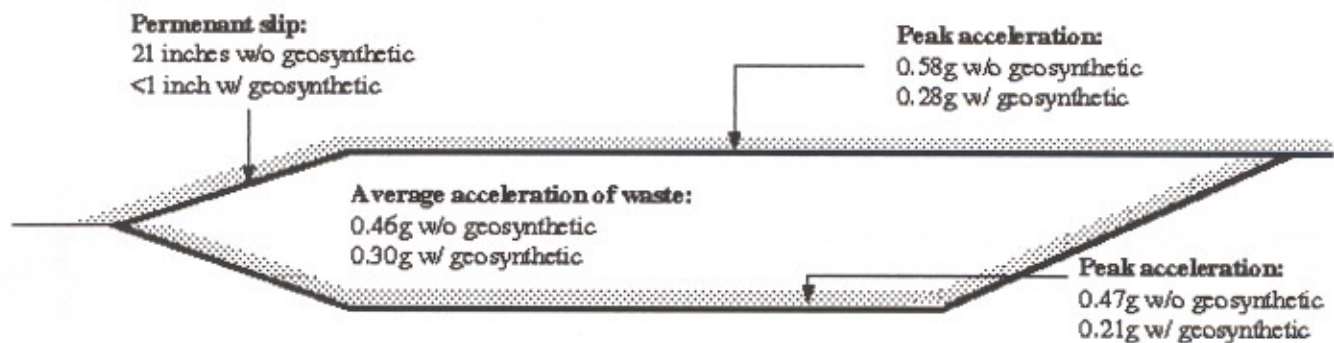 Permenant slip:
21 inches w/o geosynthetic
<1 inch w/ geosynthetic
Peak acceleration:
0.58g w/o geosynthetic
0.28g w/ geosynthetic
Average acceleration of waste:
0.46g w/o geosynthetic
0.30g w/ geosynthetic
Peak acceleration:
0.47g w/o geosynthetic
0.21g w/ geosynthetic